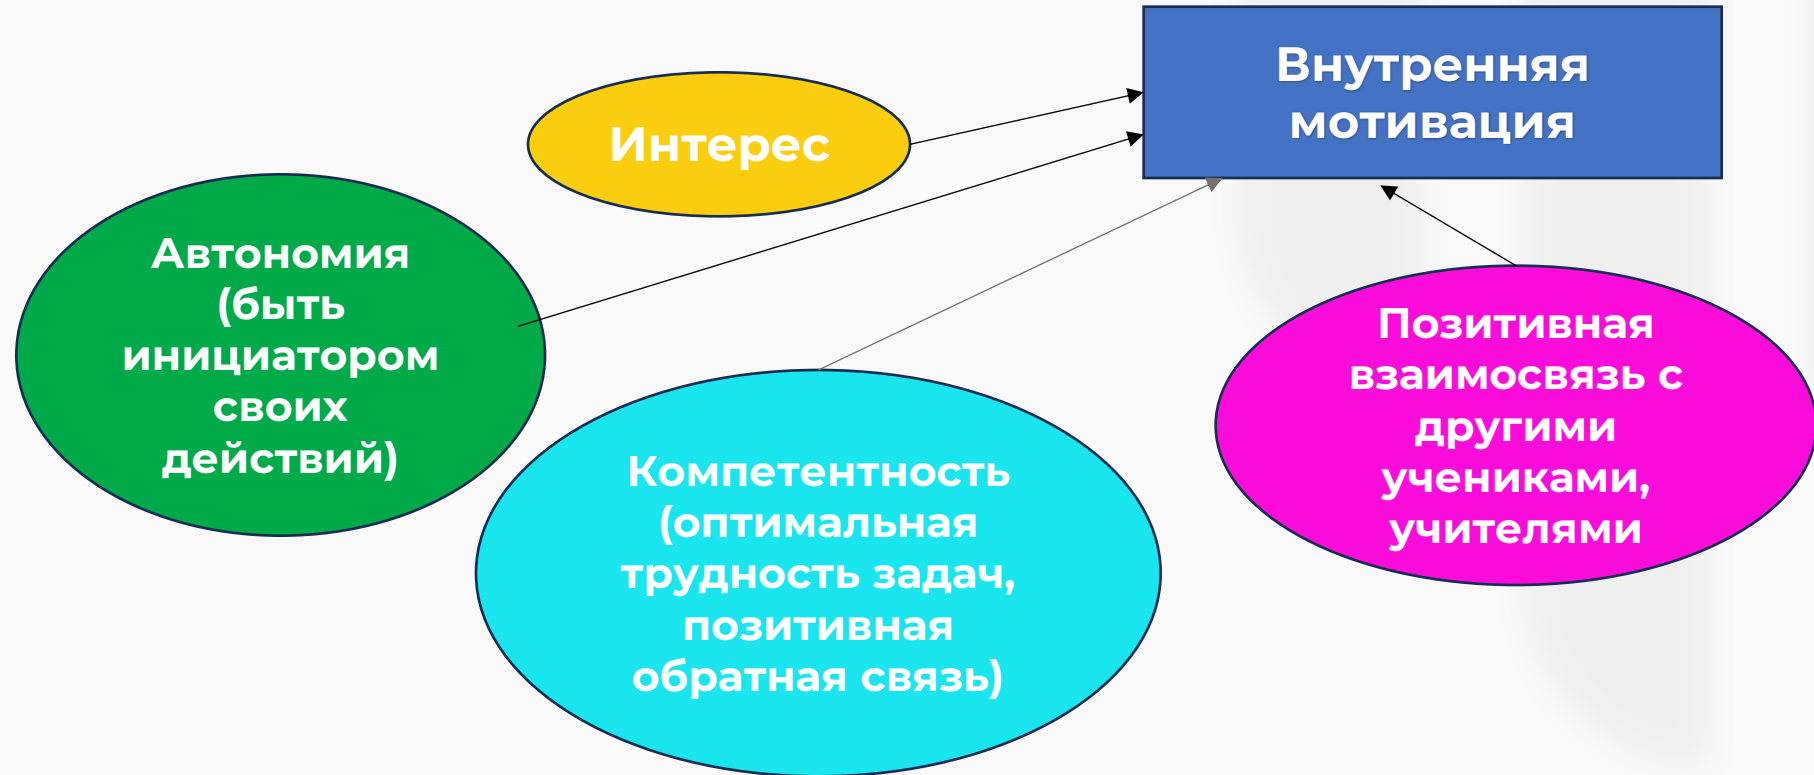 Внутренняя
мотивация
Интерес
Автономия
(быть
инициатором
своих
действий)
Компетентность
(оптимальная
трудность задач,
позитивная
обратная связь)
Позитивная
взаимосвязь с
другими
учениками,
учителями